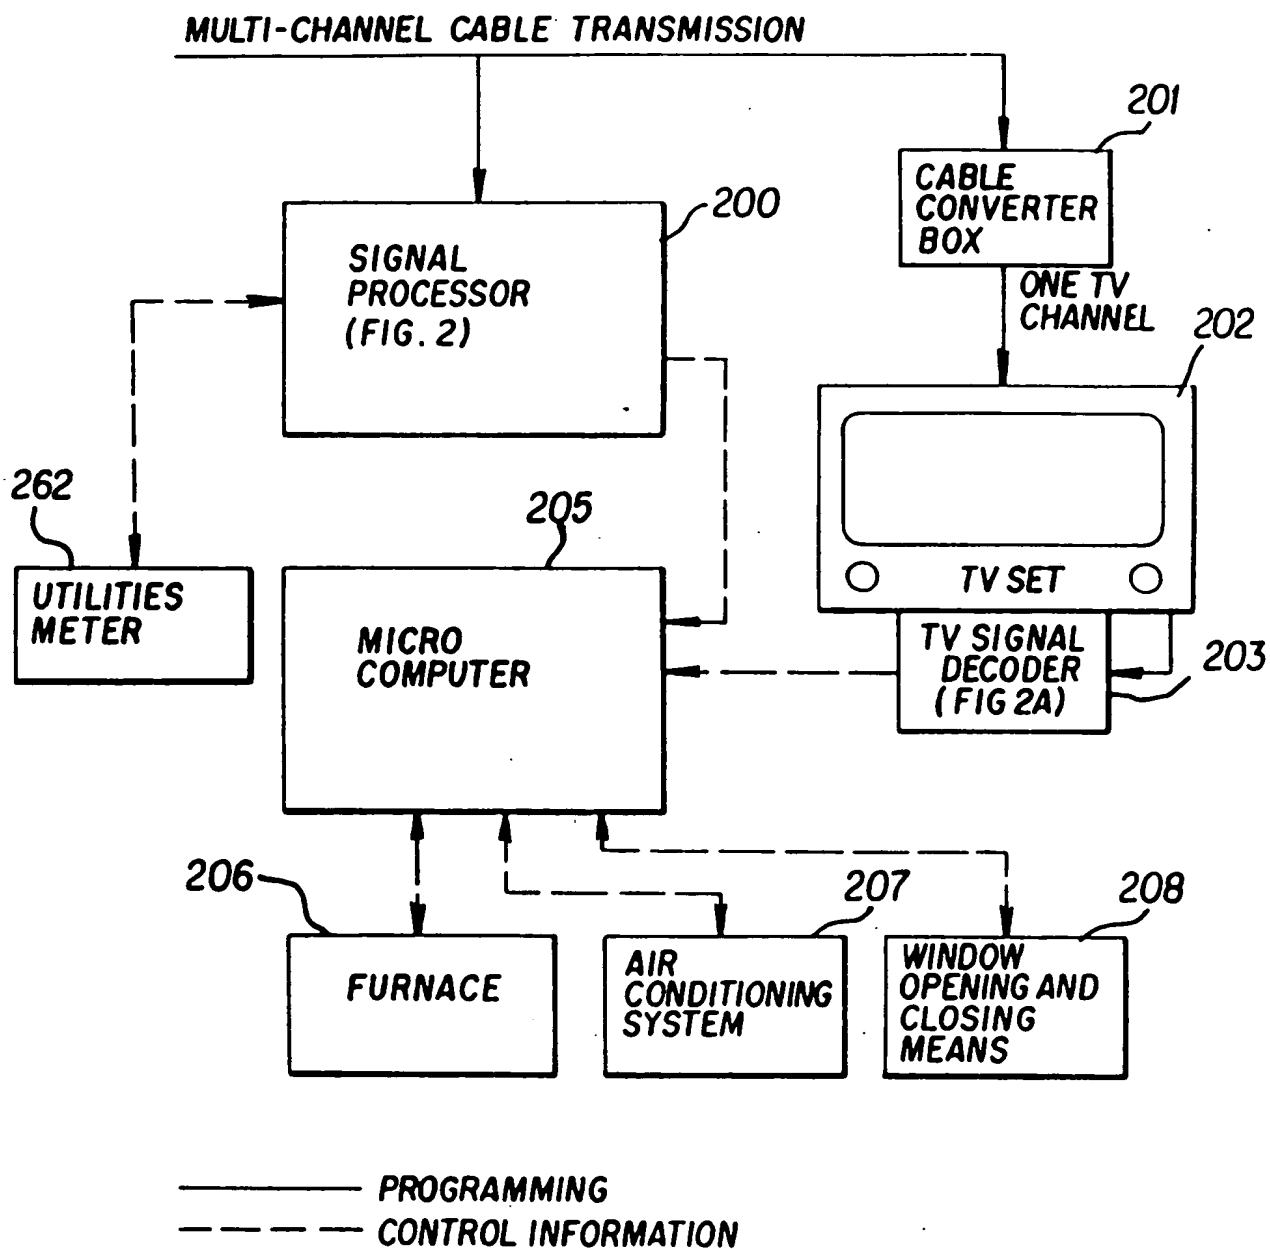 MULTI-CHANNEL CABLE TRANSMISSION
201
CABLE
CONVERTER
BOX
200
SIGNAL
PROCESSOR
(FIG. 2)
ONE TV
CHANNEL
202
262
205
UTILITIES
METER
TV SET
MICRO
COMPUTER
TV SIGNAL
DECODER
(FIG 2A)
203
206
207
208
FURNACE
AIR
CONDITIONING
SYSTEM
WINDOW
OPENING AND
CLOSING
MEANS
PROGRAMMING
CONTROL INFORMATION